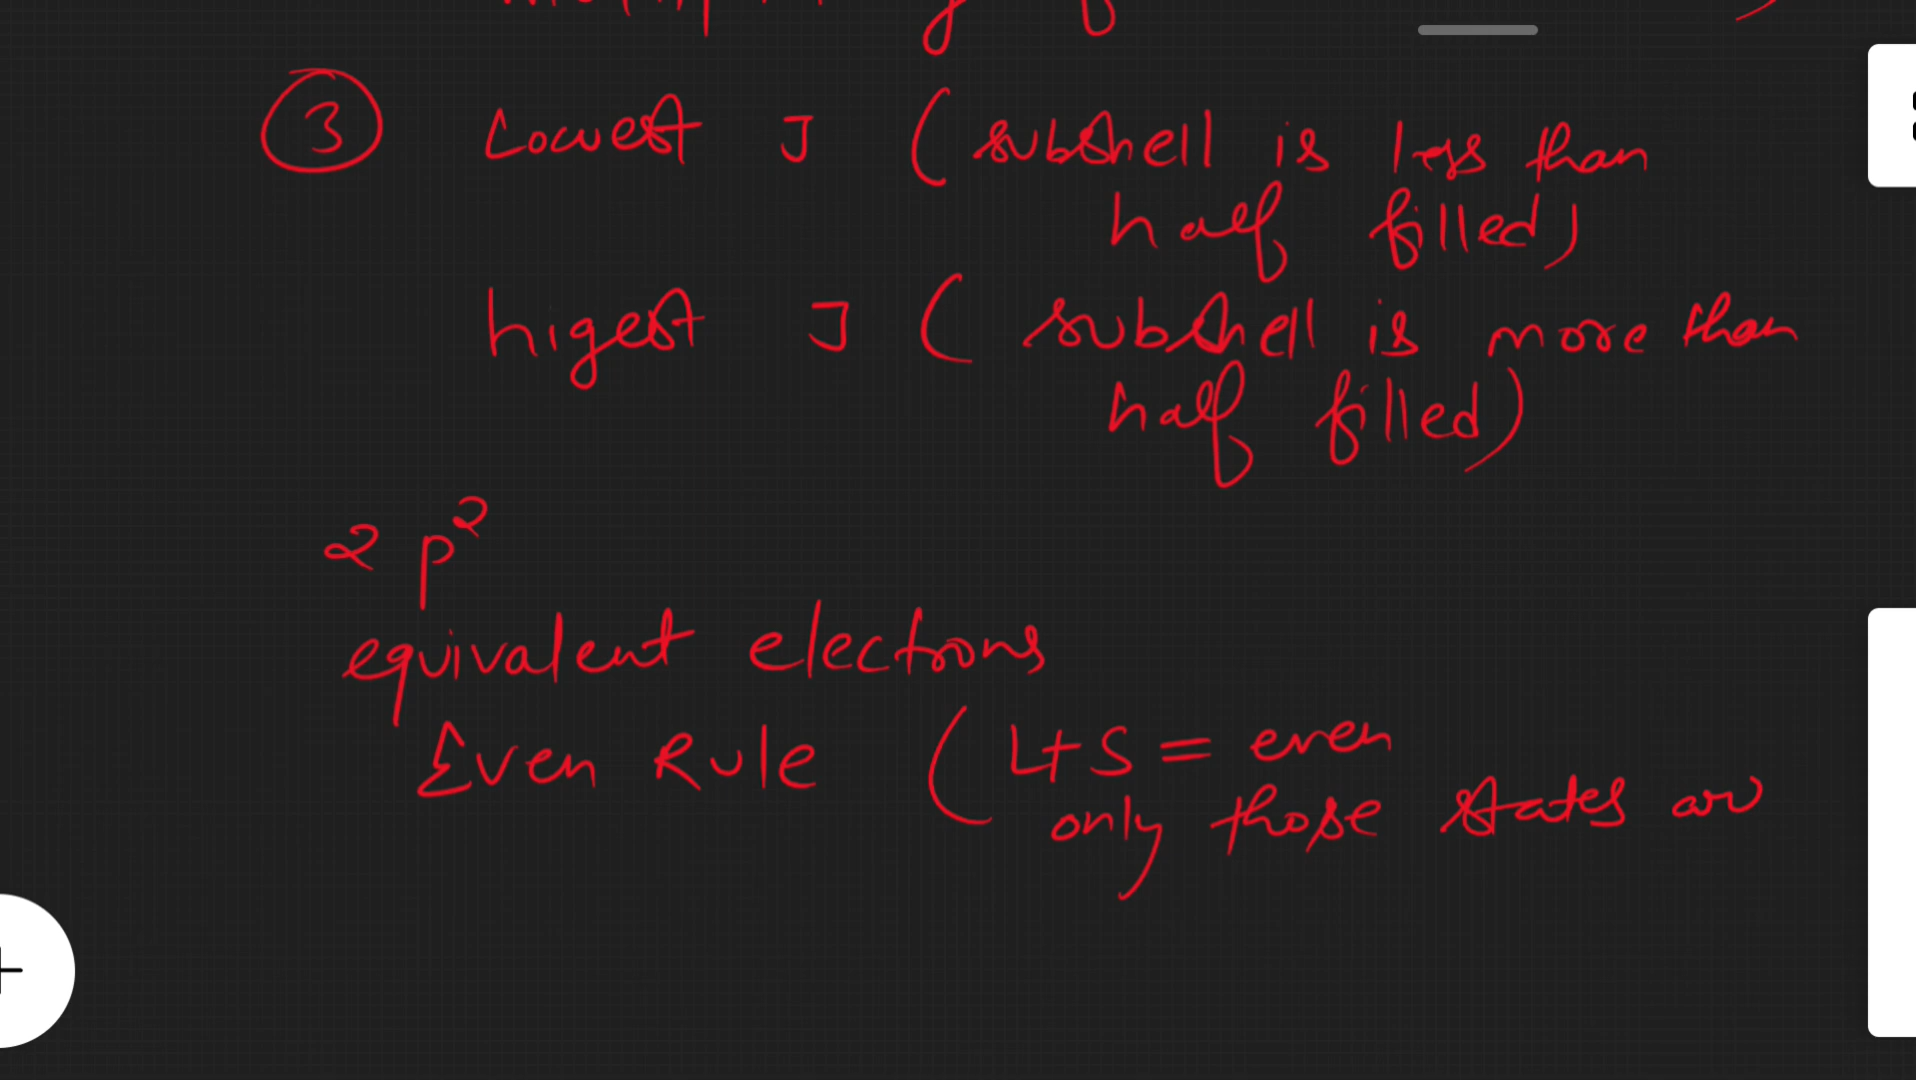 ③ Lowest J (subshell is less than
half filled)
higest J (subshell is more than
half filled)
2p²
equivalent electrons
Even Rule (L+S = even
only those states are